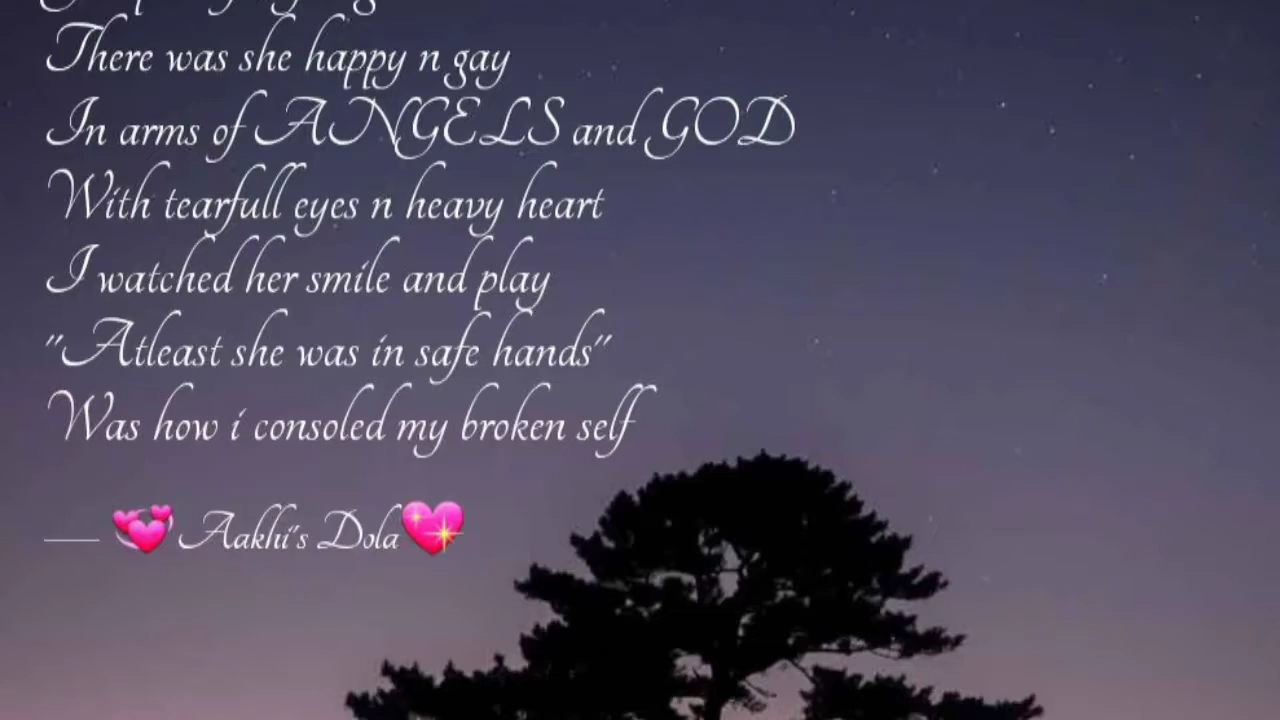 There was she happy n gay
In arms of ANGELS and GOD
With tearfull eyes n heavy heart
I watched her smile and play
"Atleast she was in safe hands"
Was how i consoled my broken self
— 💞 Aakhi"s Dola💖